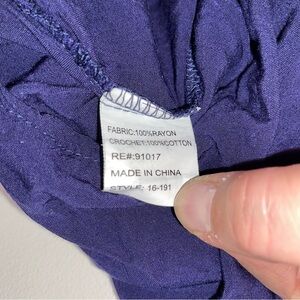 FABRIC:100%RAYON
CROCHET:100%COTTON
RE#:91017
MADE IN CHINA
STYLE: 16-191